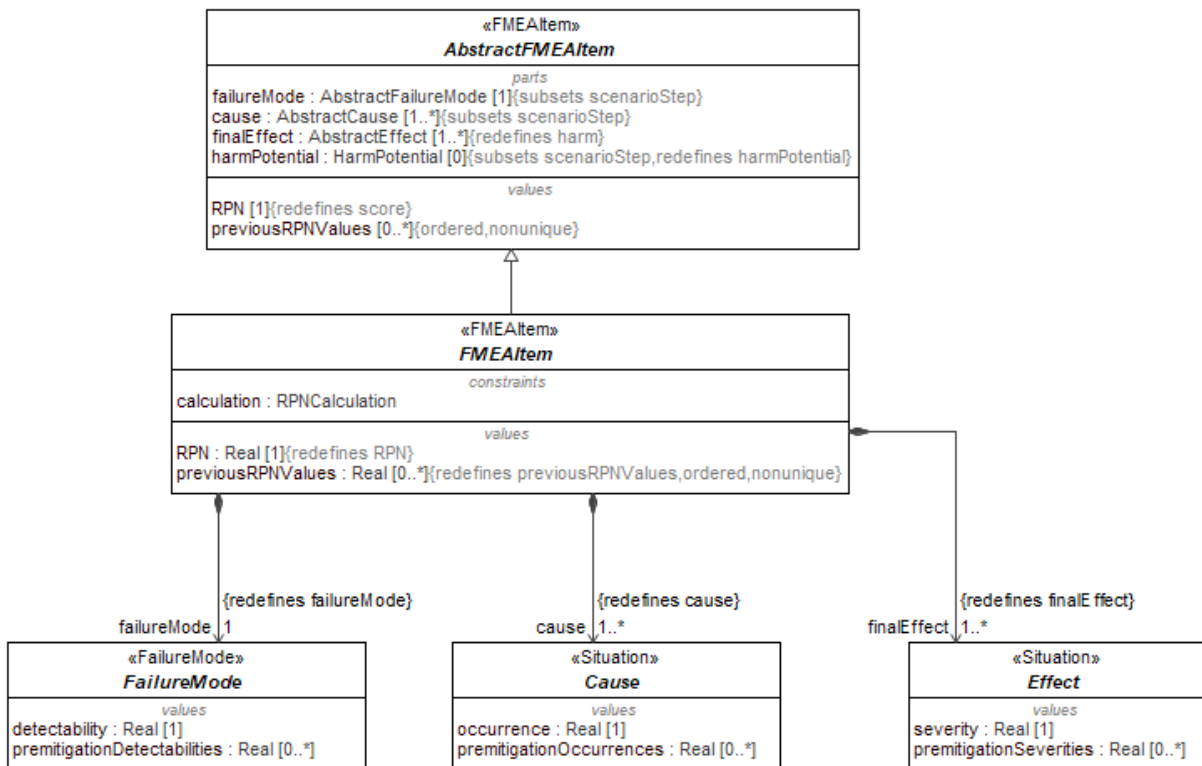 «FMEAItem»
AbstractFMEAItem
parts
failureMode : AbstractFailureMode [1]{subsets scenarioStep}
cause : AbstractCause [1..*]{subsets scenarioStep}
finalEffect : AbstractEffect [1..*]{redefines harm}
harmPotential : HarmPotential [0]{subsets scenarioStep,redefines harmPotential}
values
RPN [1]{redefines score}
previousRPNValues [0..*]{ordered,nonunique}
«FMEAItem»
FMEAItem
constraints
calculation : RPNCalculation
values
RPN : Real [1]{redefines RPN}
previousRPNValues : Real [0..*]{redefines previousRPNValues,ordered,nonunique}
{redefines failureMode}
failureMode 1
{redefines cause}
cause 1..*
{redefines finalEffect}
finalEffect 1..*
«FailureMode»
FailureMode
values
detectability : Real [1]
premitigationDetectabilities : Real [0..*]
«Situation»
Cause
values
occurrence : Real [1]
premitigationOccurrences : Real [0..*]
«Situation»
Effect
values
severity : Real [1]
premitigationSeverities : Real [0..*]